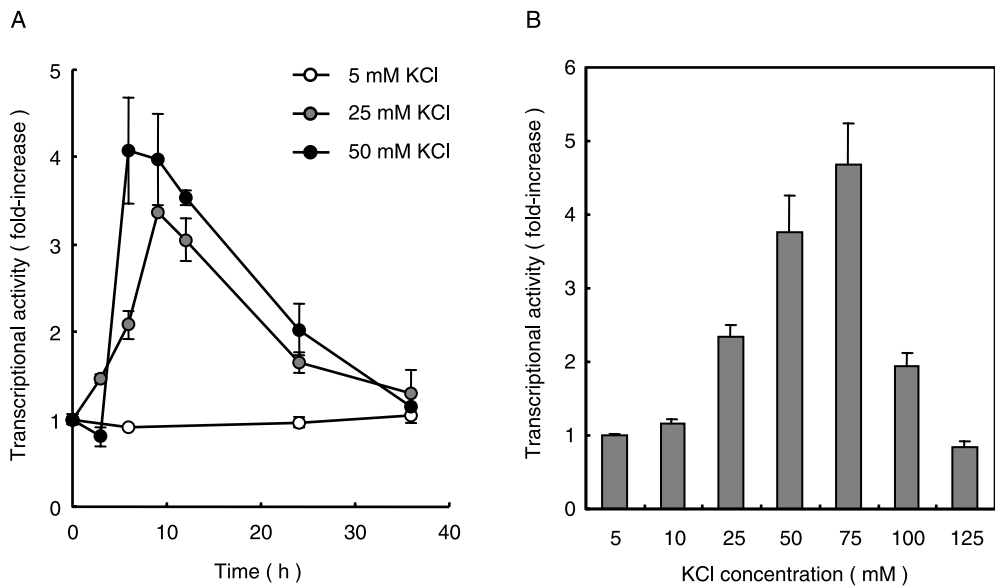 A
Transcriptional activity ( fold-increase )
5
4
3
2
1
0
0 10 20 30 40
Time ( h )
5 mM KCl
25 mM KCl
50 mM KCl
B
Transcriptional activity ( fold-increase )
6
5
4
3
2
1
0
5 10 25 50 75 100 125
KCl concentration ( mM )